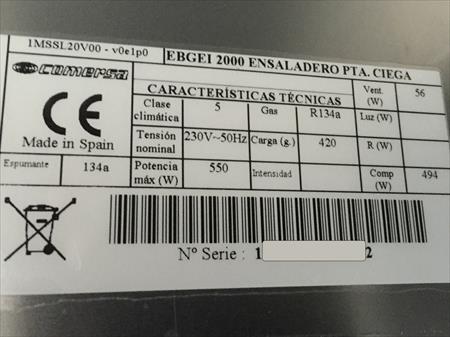 1MSSL20V00 - v0e1p0
EBGEI 2000 ENSALADERO PTA. CIEGA
comersa
CARACTERÍSTICAS TÉCNICAS
Vent. (W) 56
CE
Clase climática 5 Gas R134a Luz (W)
Made in Spain
Tensión nominal 230V~50Hz Carga (g.) 420 R (W)
Espumante 134a
Potencia máx (W) 550 Intensidad Comp (W) 494
Nº Serie : 1 2